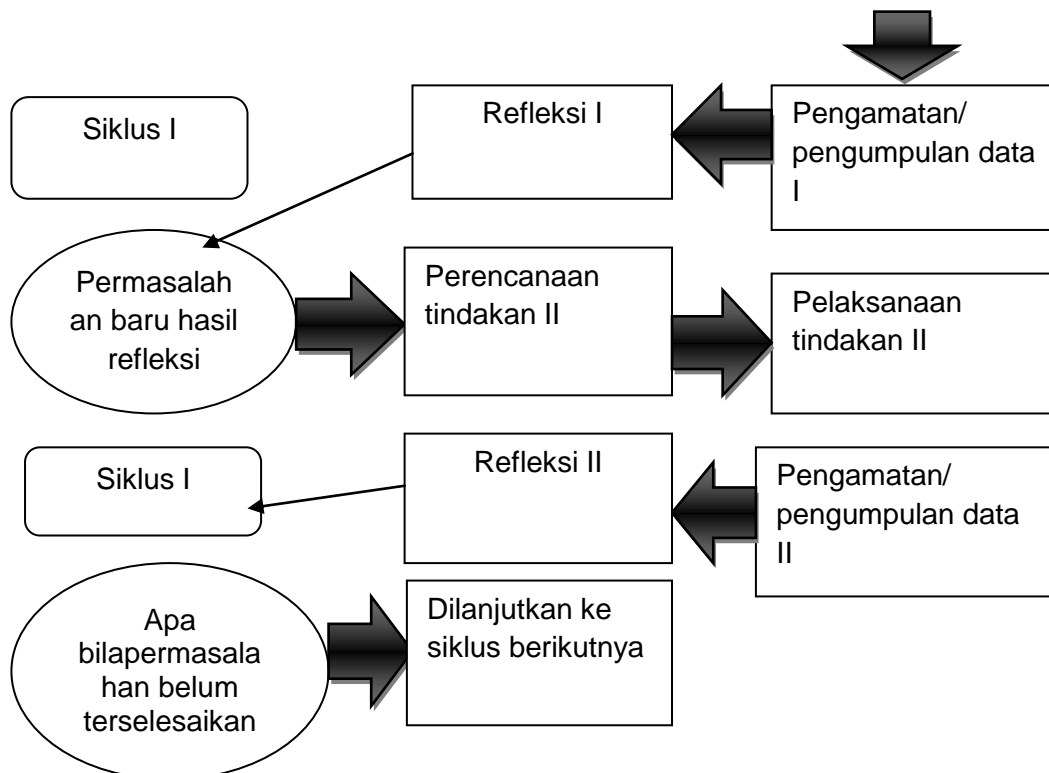 Siklus I
Refleksi I
Pengamatan/
pengumpulan data
I
Permasalah
an baru hasil
refleksi
Perencanaan
tindakan II
Pelaksanaan
tindakan II
Siklus I
Refleksi II
Pengamatan/
pengumpulan data
II
Apa
bilapermasala
han belum
terselesaikan
Dilanjutkan ke
siklus berikutnya